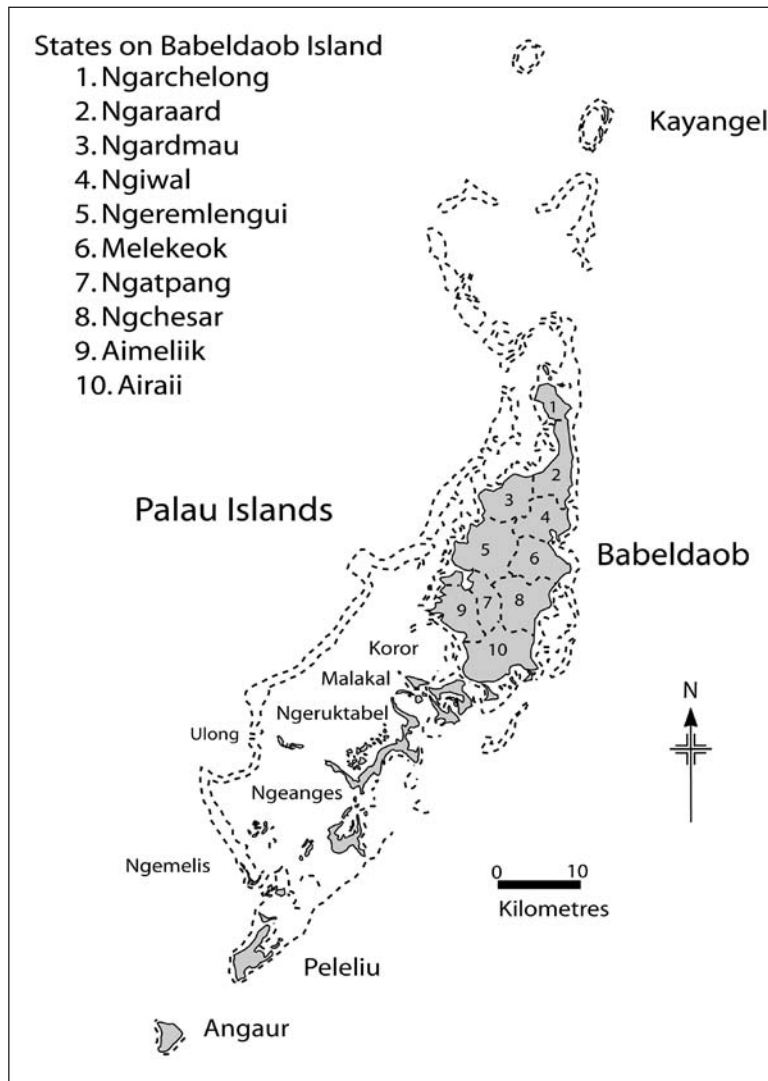 States on Babeldaob Island
1. Ngarchelong
2. Ngaraard
3. Ngardmau
4. Ngiwal
5. Ngeremlengui
6. Melekeok
7. Ngatpang
8. Ngchesar
9. Aimeliik
10. Airaii
Kayangel
1
2
3
4
Palau Islands
5
6
Babeldaob
7
8
9
Koror
10
Malakal
N
Ngeruktabel
Ulong
Ngeanges
Ngemelis
0 10
Kilometres
Peleliu
Angaur